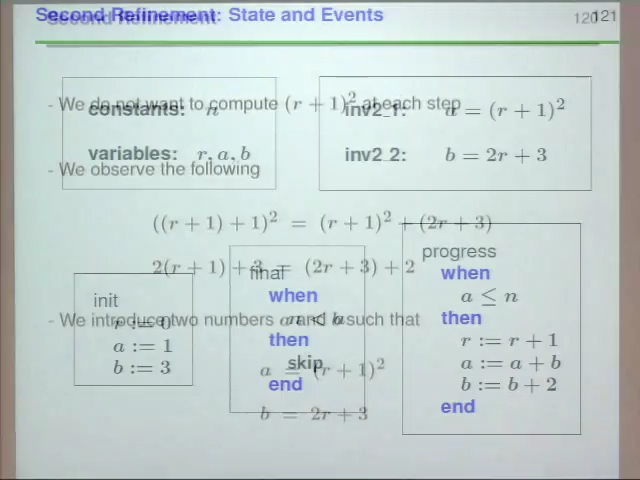 Second Refinement: State and Events
Second Refinement
120
121
- We do not want to compute (r + 1)² at each step
constants: n
variables: r, a, b
inv2_1: a = (r + 1)²
inv2_2: b = 2r + 3
- We observe the following
((r + 1) + 1)² = (r + 1)² + (2r + 3)
2(r + 1) + 3 = (2r + 3) + 2
- We introduce two numbers a and b such that
a = (r + 1)²
b = 2r + 3
init
r := 0
a := 1
b := 3
final
when
n < a
then
skip
end
progress
when
a ≤ n
then
r := r + 1
a := a + b
b := b + 2
end